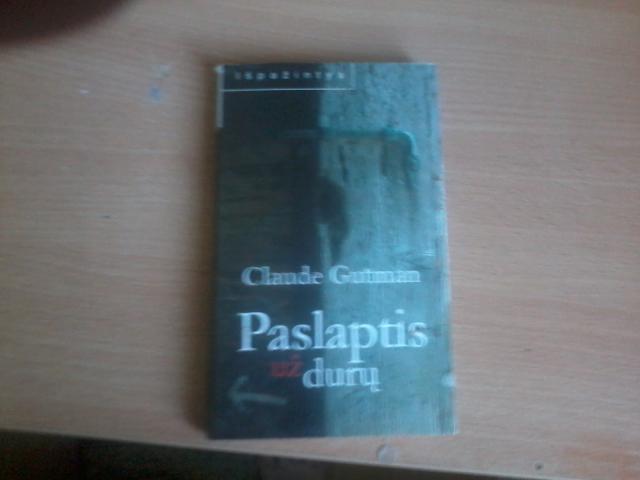 išpažintys
Claude Gutman
Paslaptis
už
durų